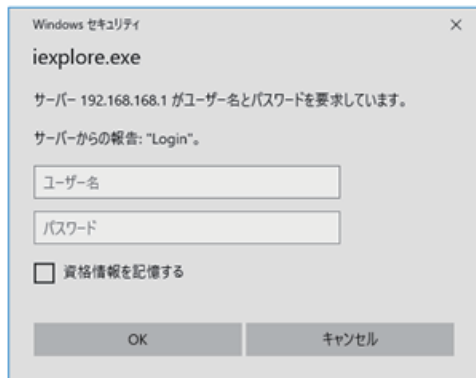 Windows セキュリティ
iexplore.exe
サーバー 192.168.168.1 がユーザー名とパスワードを要求しています。
サーバーからの報告: "Login"。
ユーザー名
パスワード
資格情報を記憶する
OK
キャンセル